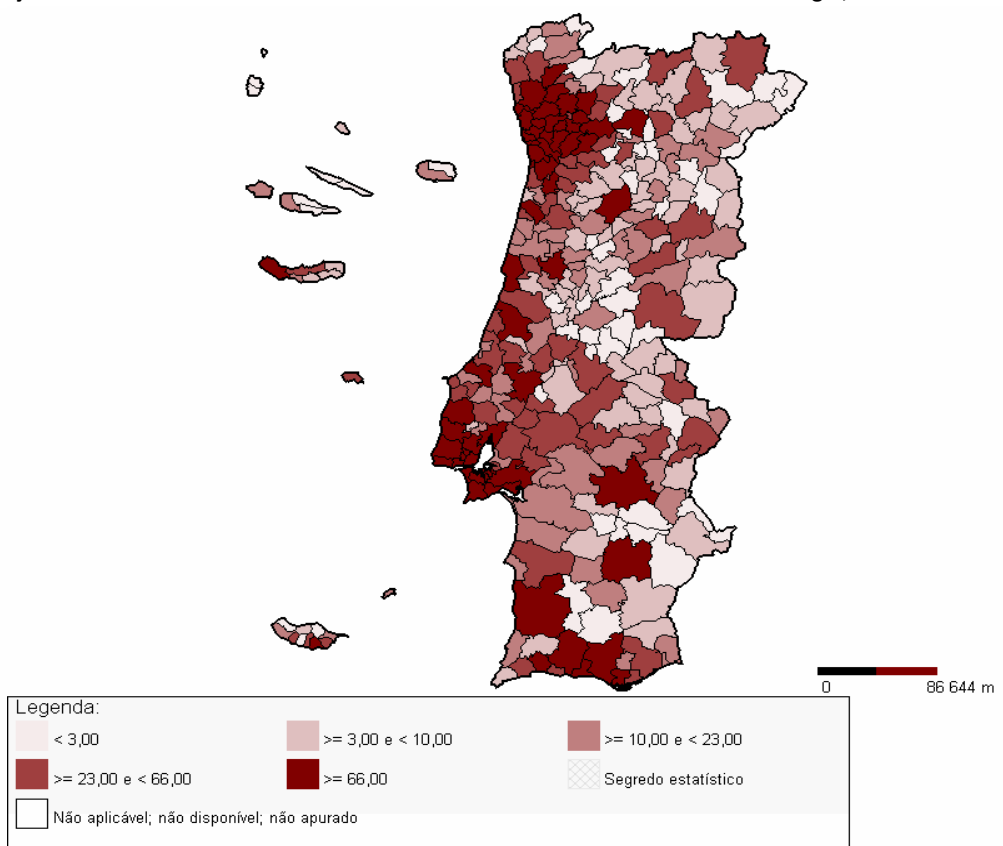 0 86 644 m
Legenda:
< 3,00 >= 3,00 e < 10,00 >= 10,00 e < 23,00
>= 23,00 e < 66,00 >= 66,00 Segredo estatístico
Não aplicável; não disponível; não apurado